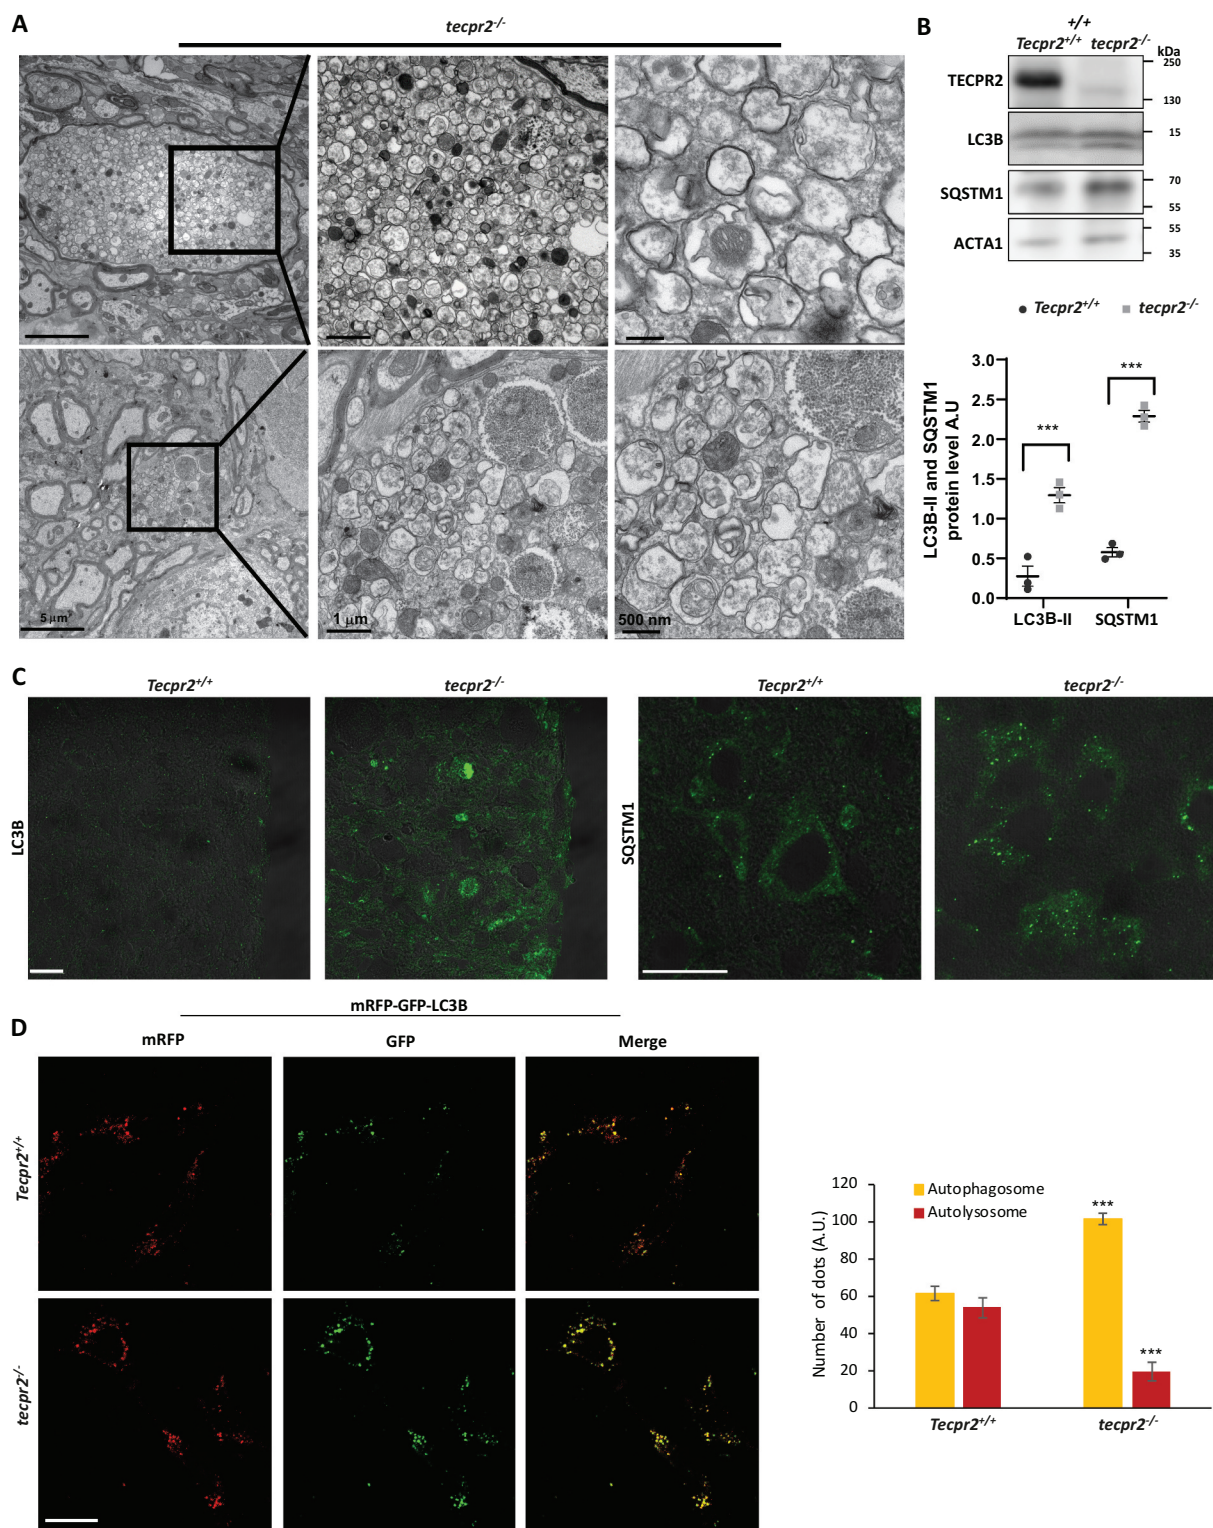 A
tecpr2-/-
5 µm
1 µm
500 nm
B
+/+
Tecpr2+/+ tecpr2-/-
kDa
TECPR2
250
130
LC3B
15
SQSTM1
70
55
ACTA1
55
35
Tecpr2+/+ tecpr2-/-
LC3B-II and SQSTM1
protein level A.U
3.0
2.5
2.0
1.5
1.0
0.5
0.0
***
***
LC3B-II SQSTM1
C
Tecpr2+/+ tecpr2-/- Tecpr2+/+ tecpr2-/-
LC3B
SQSTM1
D
mRFP-GFP-LC3B
mRFP GFP Merge
Tecpr2+/+
tecpr2-/-
Number of dots (A.U.)
120
100
80
60
40
20
0
Autophagosome
Autolysosome
***
***
Tecpr2+/+ tecpr2-/-